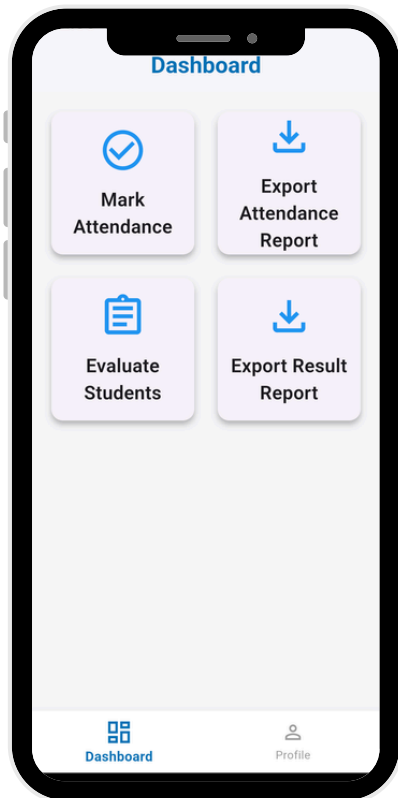 Dashboard
Mark
Attendance
Export
Attendance
Report
Evaluate
Students
Export Result
Report
Dashboard
Profile